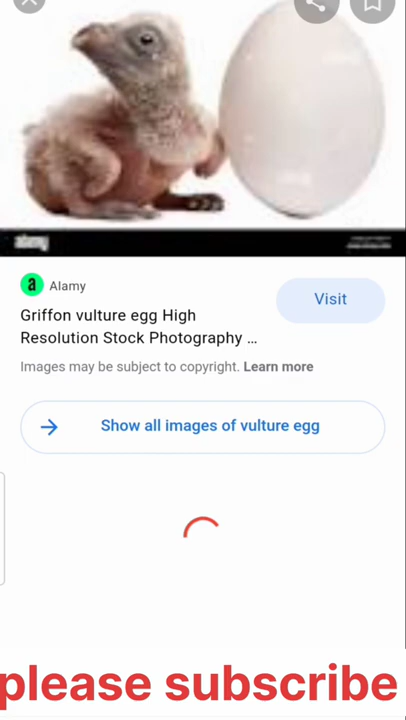 alamy
a Alamy
Visit
Griffon vulture egg High
Resolution Stock Photography ...
Images may be subject to copyright. Learn more
Show all images of vulture egg
please subscribe